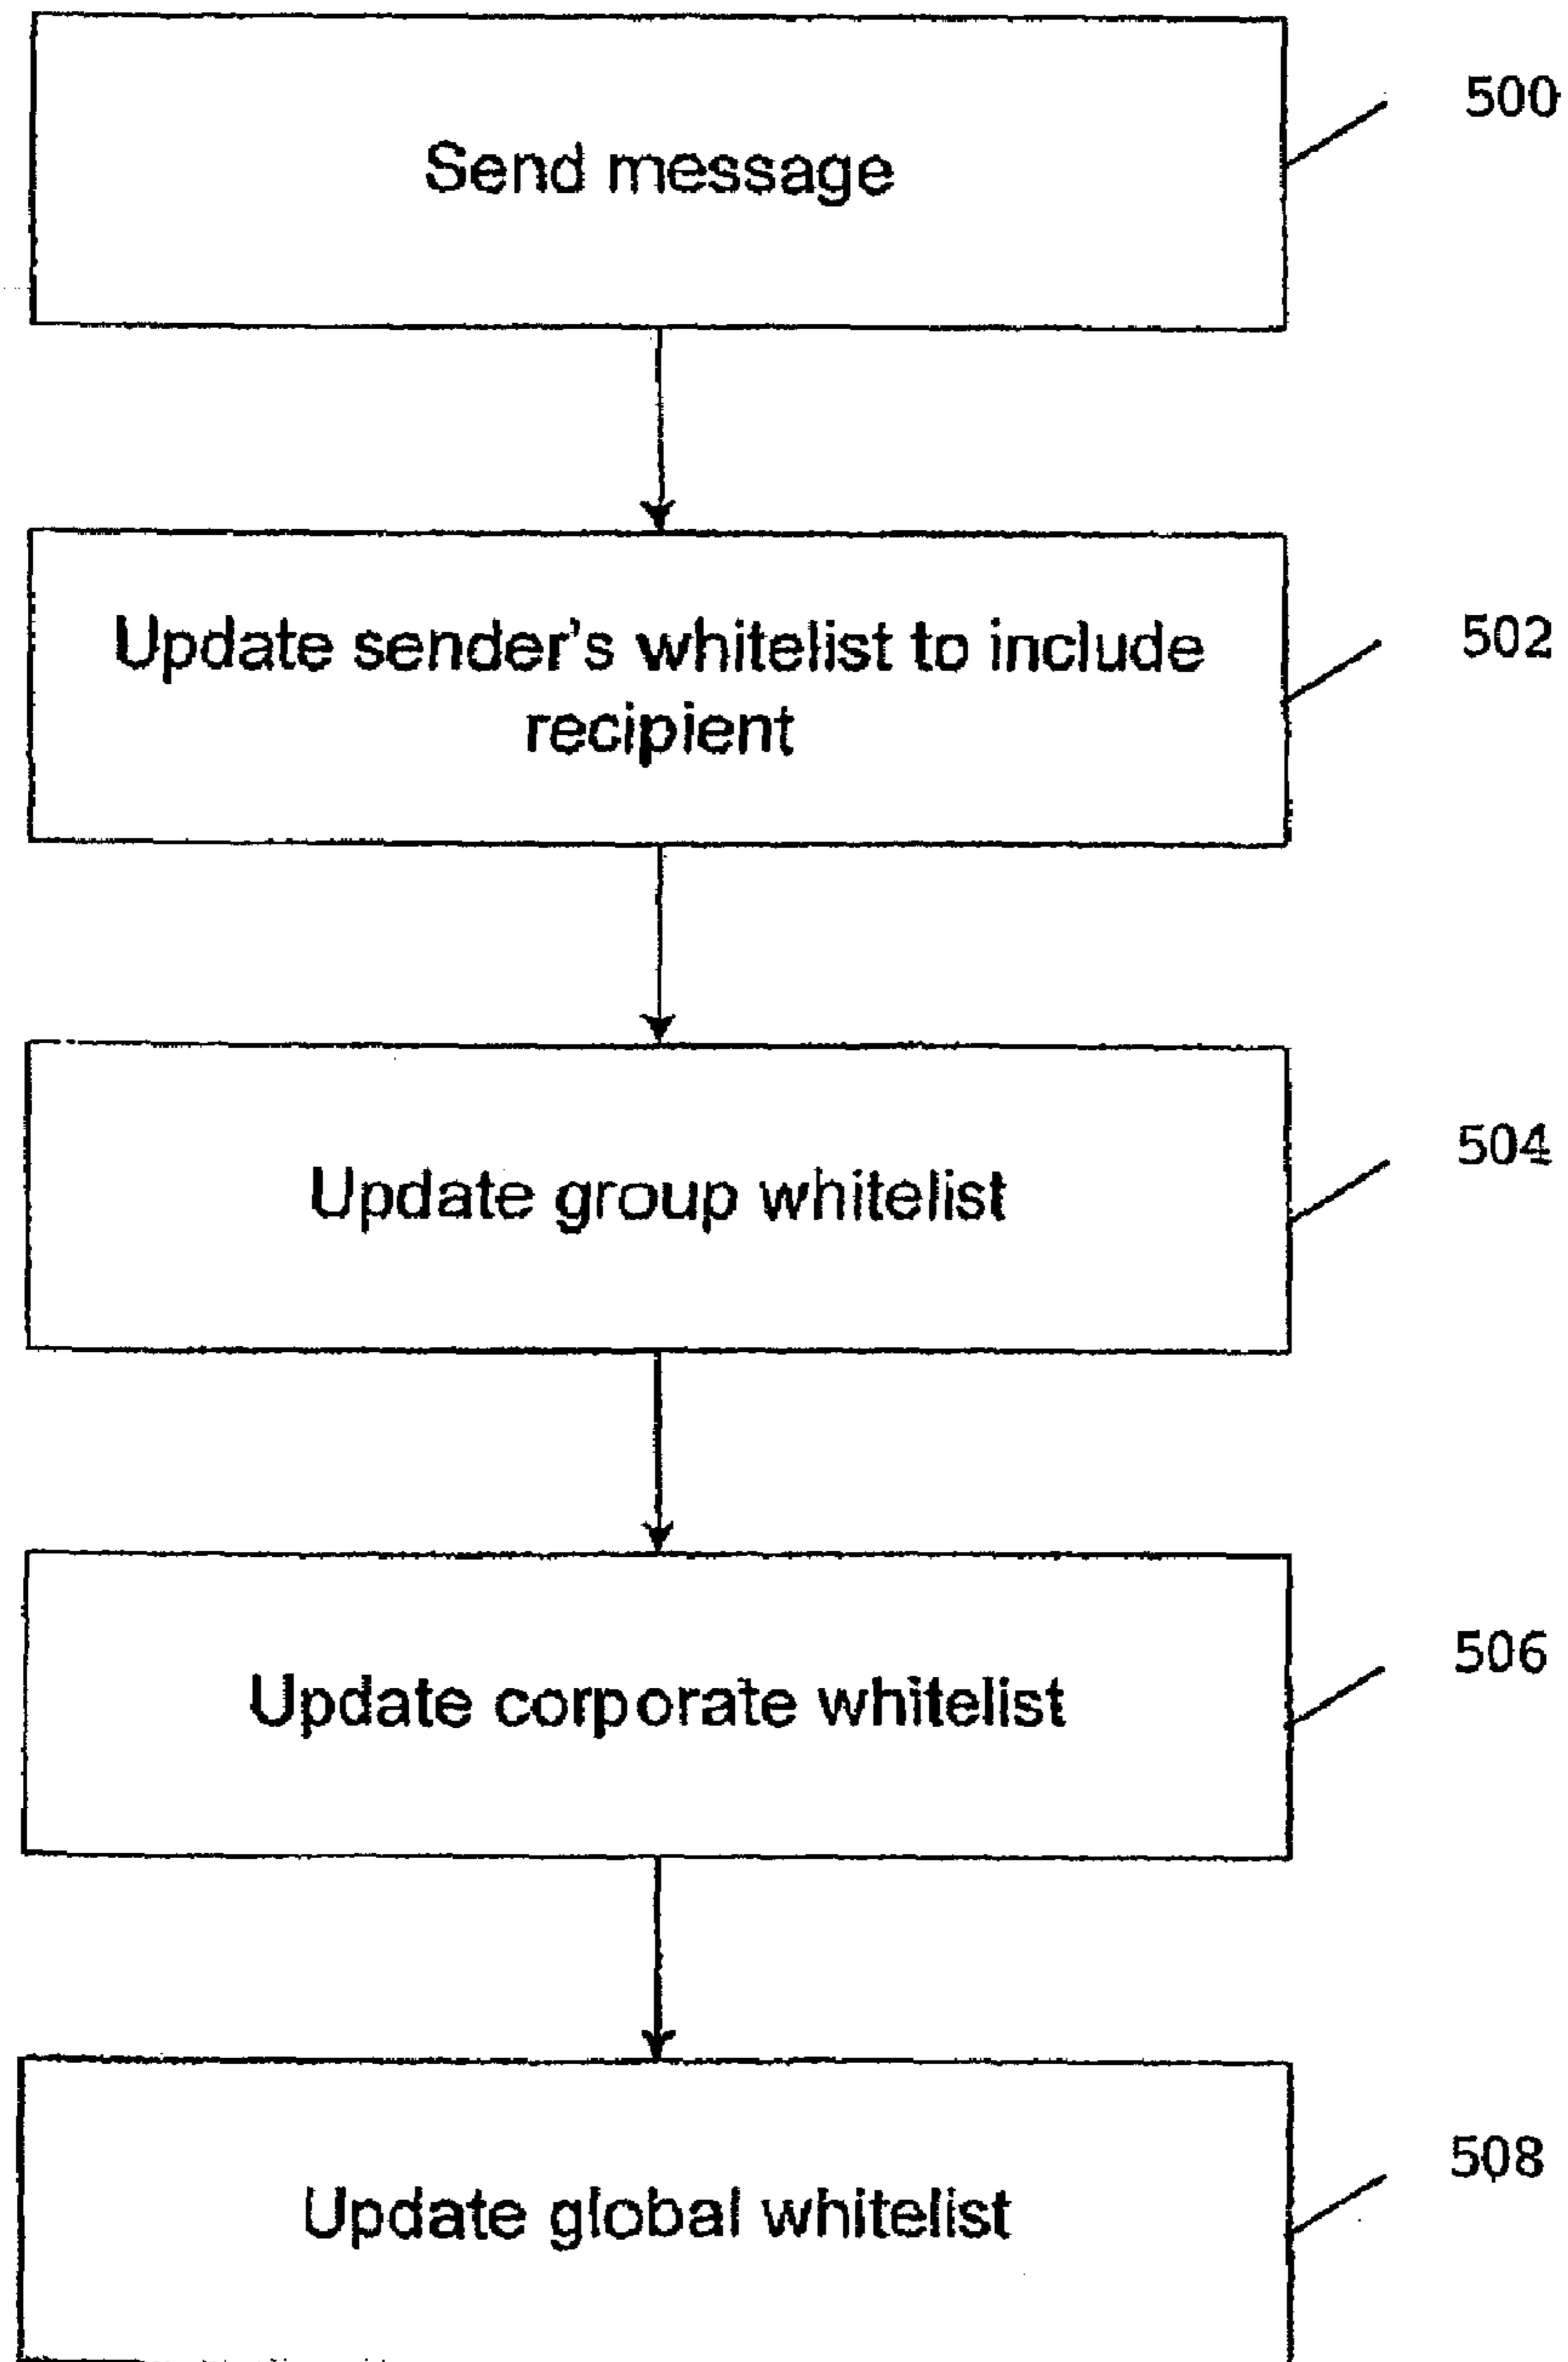 Send message
500
Update sender's whitelist to include
recipient
502
Update group whitelist
504
Update corporate whitelist
506
Update global whitelist
508